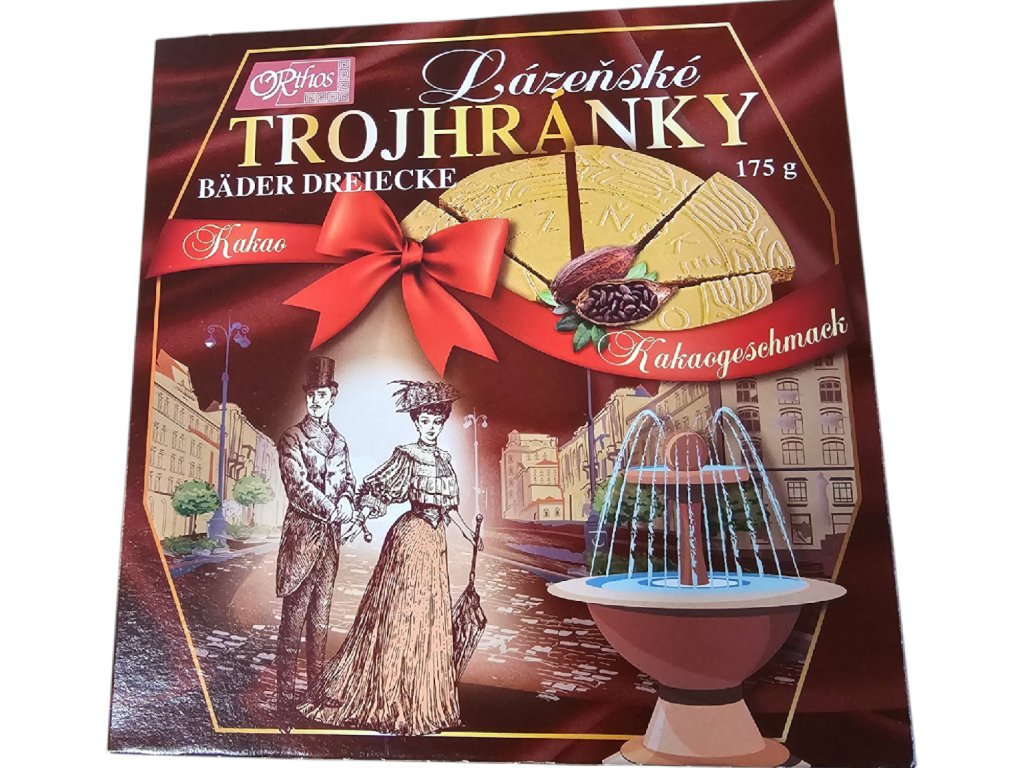 ORthos
Lázeňské
TROJHRÁNKY
BÄDER DREIECKE
175 g
Kakao
Kakaogeschmack